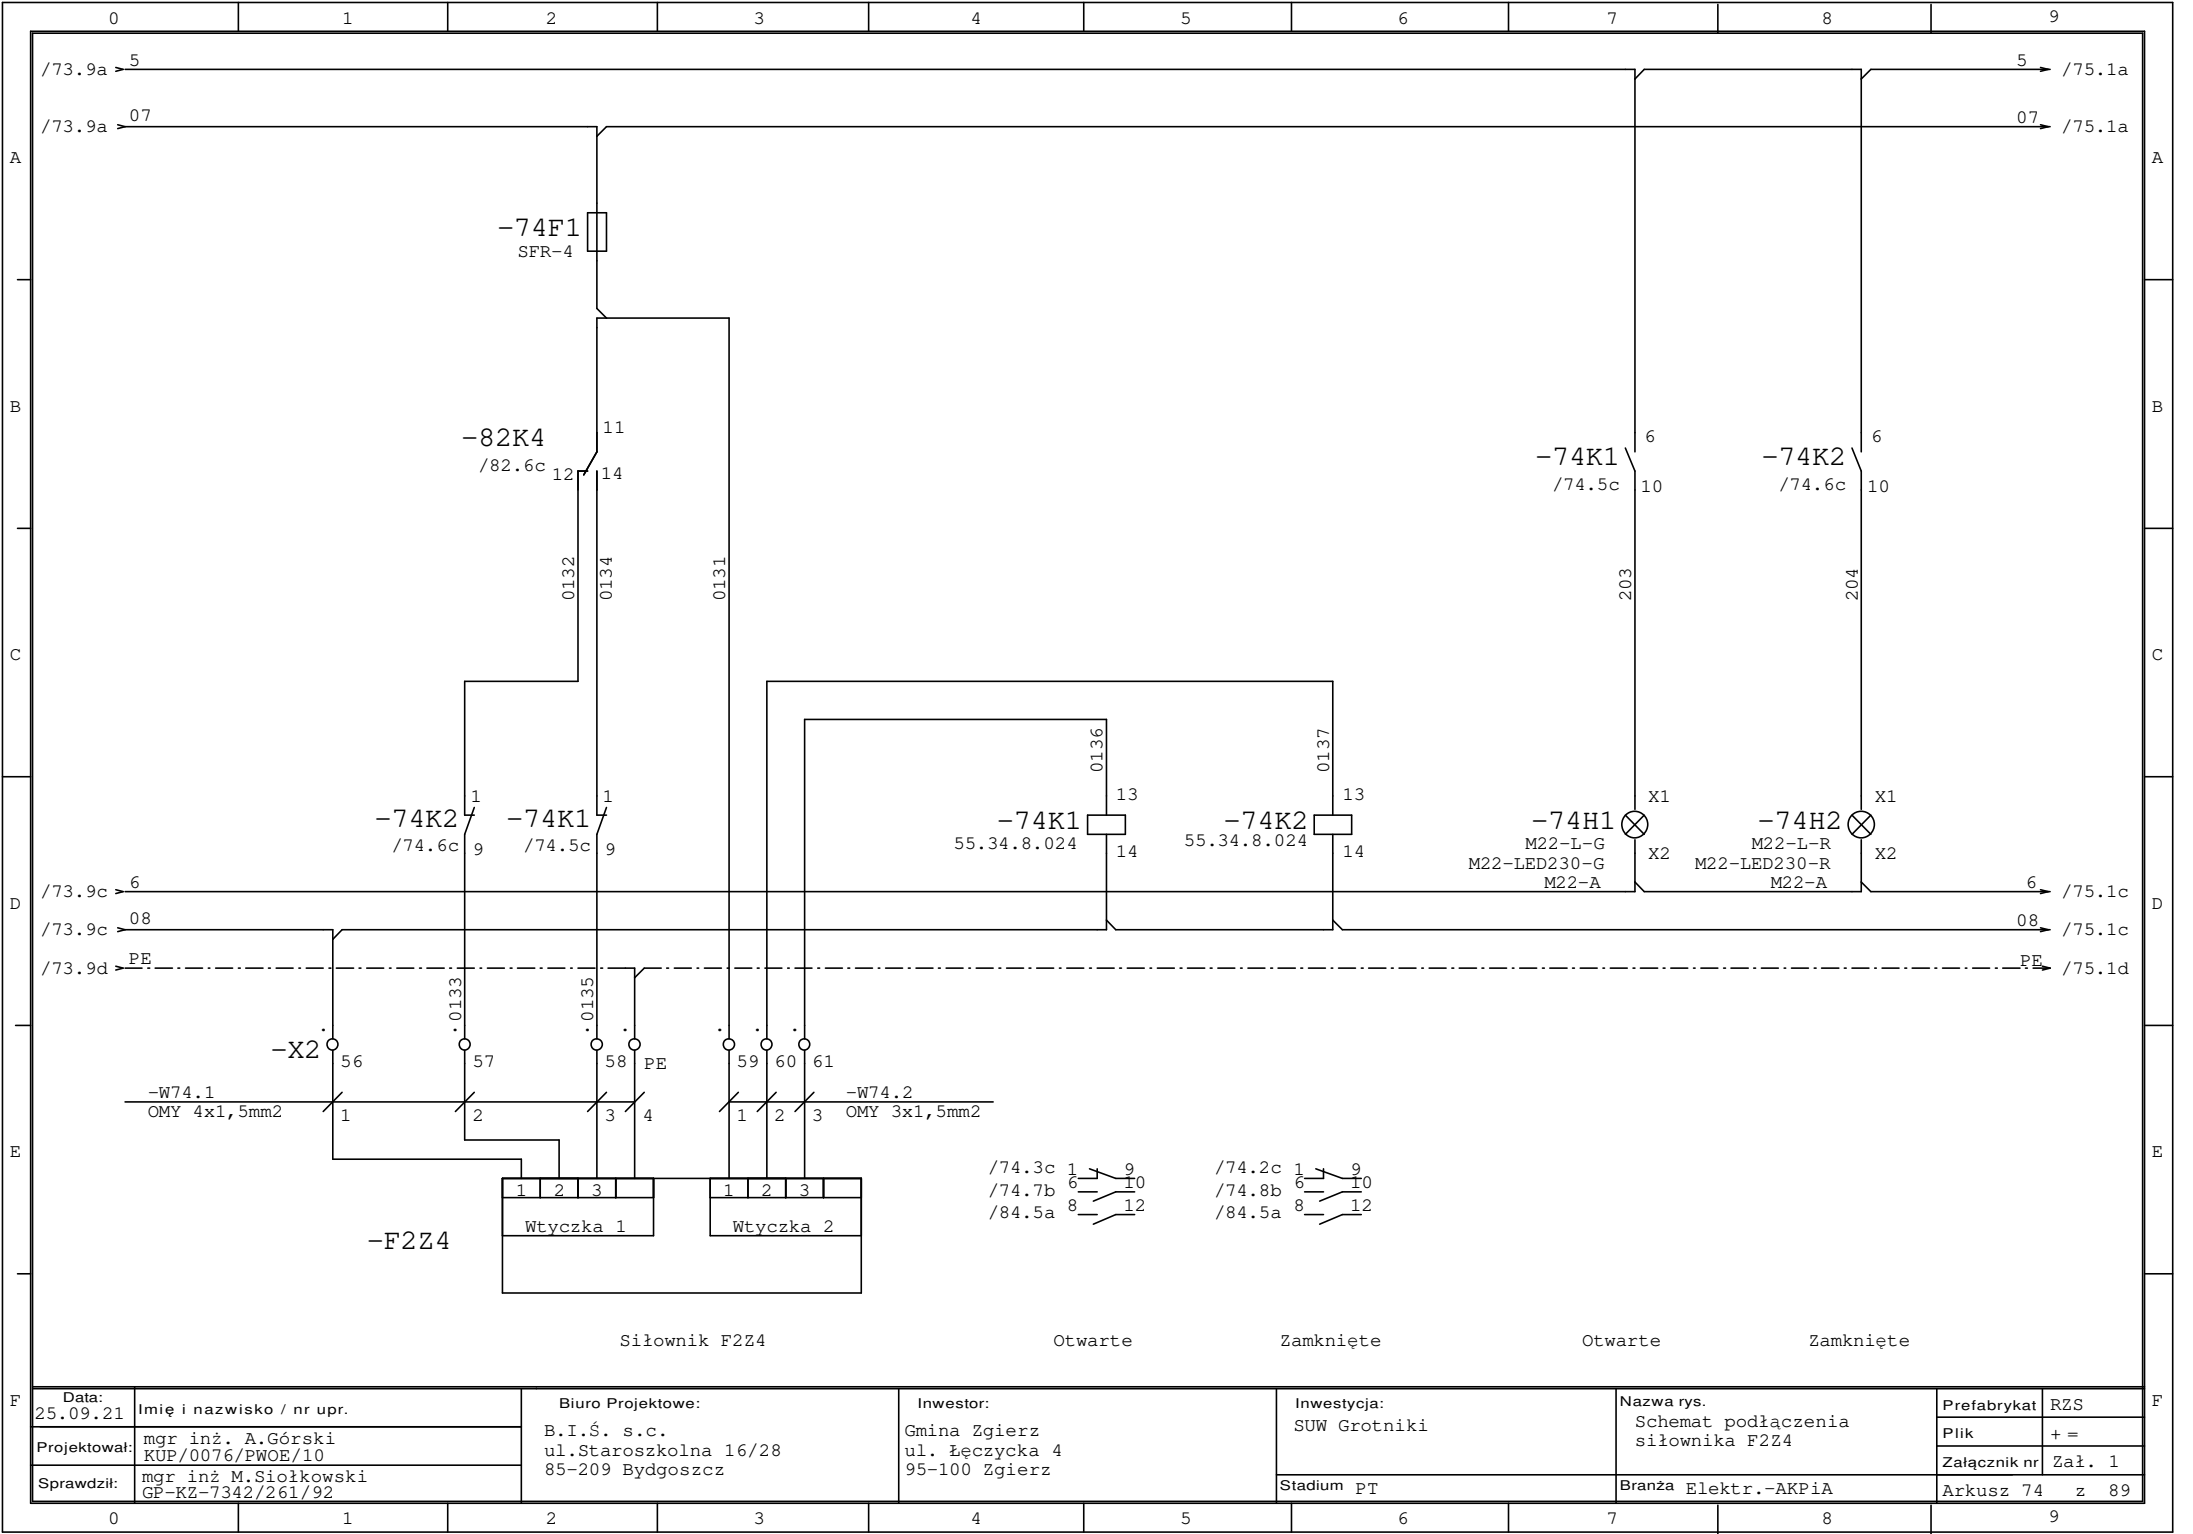 0 1 2 3 4 5 6 7 8 9
/73.9a 5 5 /75.1a
/73.9a 07 07 /75.1a
A A
-74F1
SFR-4
B B
-82K4 11
/82.6c 12 14
-74K1 6
/74.5c 10
-74K2 6
/74.6c 10
0132 0134 0131 203 204
C C
0136 0137
-74K2 1
/74.6c 9
-74K1 1
/74.5c 9
-74K1 13
55.34.8.024
14
-74K2 13
55.34.8.024
14
-74H1 X1
M22-L-G X2
M22-LED230-G
M22-A
-74H2 X1
M22-L-R X2
M22-LED230-R
M22-A
/73.9c 6 6 /75.1c
D D
/73.9c 08 08 /75.1c
/73.9d PE PE /75.1d
0133 0135
-X2 56 57 58 PE 59 60 61
-W74.1
OMY 4x1,5mm2
1 2 3 4 1 2 3
-W74.2
OMY 3x1,5mm2
E E
/74.3c 1 9
/74.7b 6 10
/84.5a 8 12
/74.2c 1 9
/74.8b 6 10
/84.5a 8 12
1 2 3 1 2 3
Wtyczka 1 Wtyczka 2
-F2Z4
Siłownik F2Z4 Otwarte Zamknięte Otwarte Zamknięte
F F
Data:
25.09.21
Imię i nazwisko / nr upr.
Projektował:
mgr inż. A.Górski
KUP/0076/PWOE/10
Sprawdził:
mgr inż M.Siołkowski
GP-KZ-7342/261/92
Biuro Projektowe:
B.I.Ś. s.c.
ul.Staroszkolna 16/28
85-209 Bydgoszcz
Inwestor:
Gmina Zgierz
ul. Łęczycka 4
95-100 Zgierz
Inwestycja:
SUW Grotniki
Stadium PT
Nazwa rys.
Schemat podłączenia
siłownika F2Z4
Branża Elektr.-AKPiA
Prefabrykat RZS
Plik + =
Załącznik nr Zał. 1
Arkusz 74 z 89
0 1 2 3 4 5 6 7 8 9